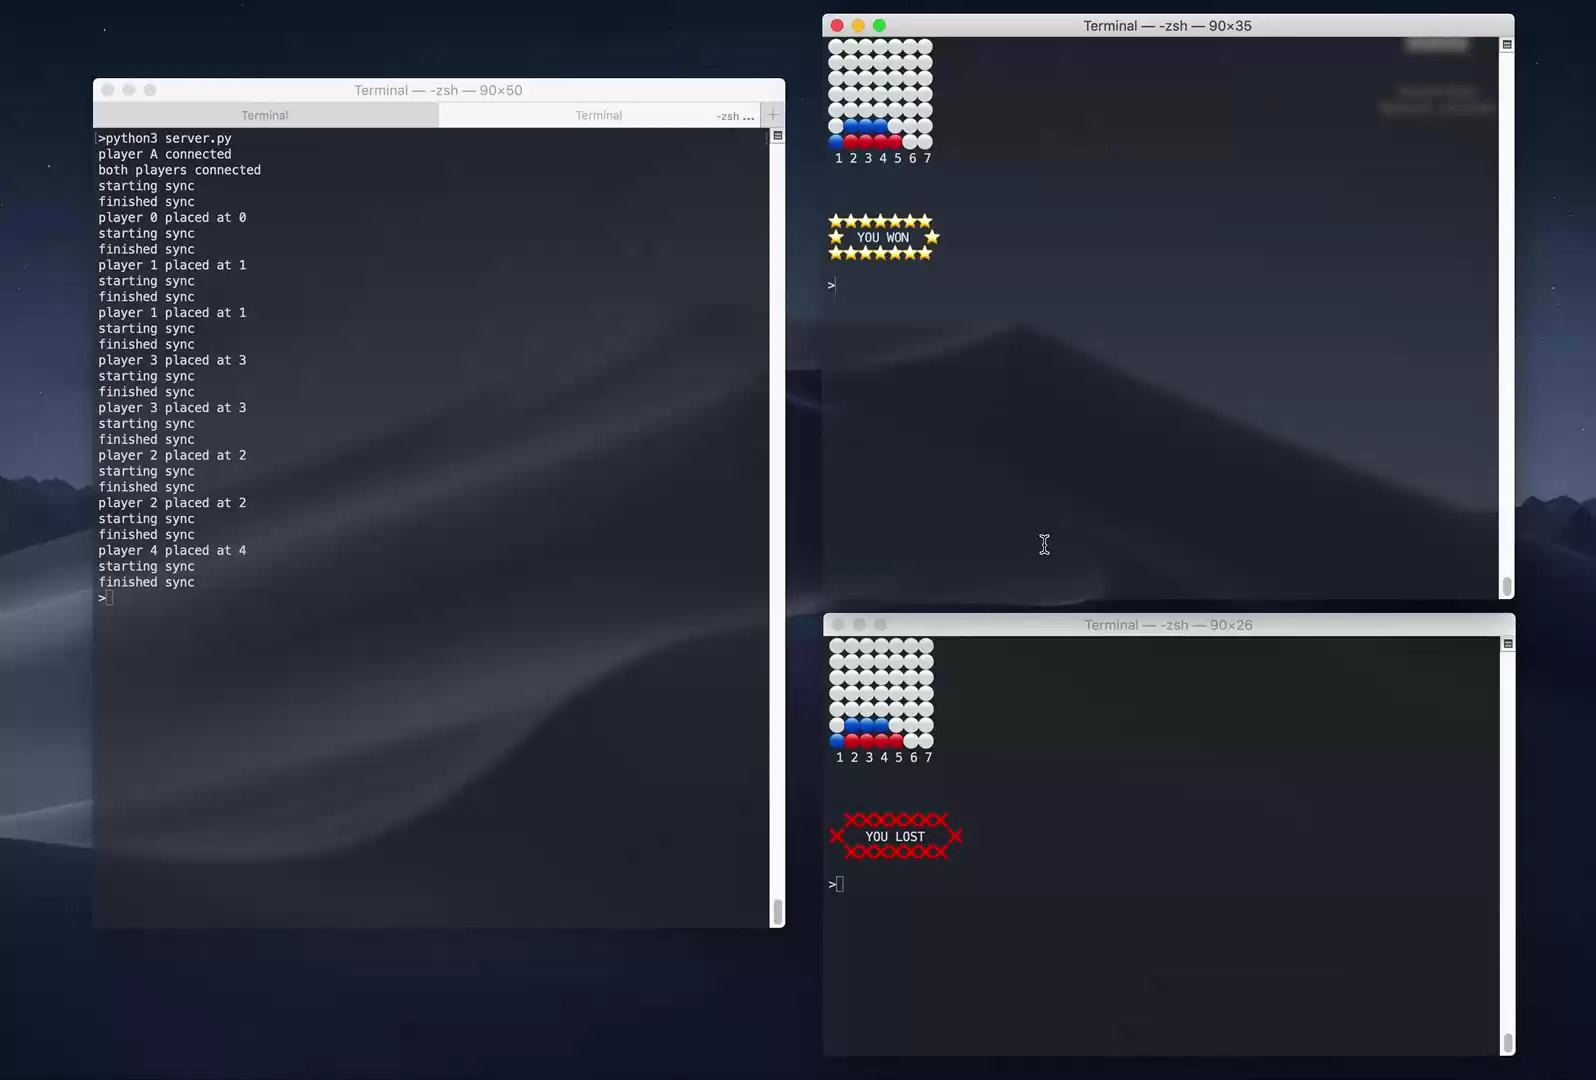 Terminal — -zsh — 90×50
Terminal
Terminal
-zsh ...
>python3 server.py
player A connected
both players connected
starting sync
finished sync
player 0 placed at 0
starting sync
finished sync
player 1 placed at 1
starting sync
finished sync
player 1 placed at 1
starting sync
finished sync
player 3 placed at 3
starting sync
finished sync
player 3 placed at 3
starting sync
finished sync
player 2 placed at 2
starting sync
finished sync
player 2 placed at 2
starting sync
finished sync
player 4 placed at 4
starting sync
finished sync
>
Terminal — -zsh — 90×35
1 2 3 4 5 6 7
YOU WON
>
Terminal — -zsh — 90×26
1 2 3 4 5 6 7
YOU LOST
>